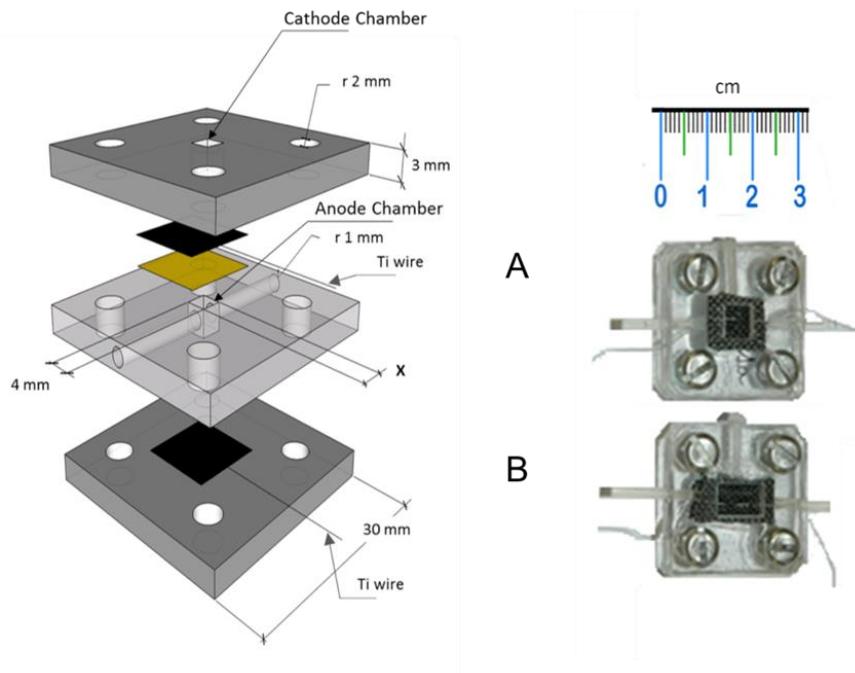 Cathode Chamber
r 2 mm
3 mm
Anode Chamber
r 1 mm
Ti wire
4 mm
X
30 mm
Ti wire
cm
0 1 2 3
A
B